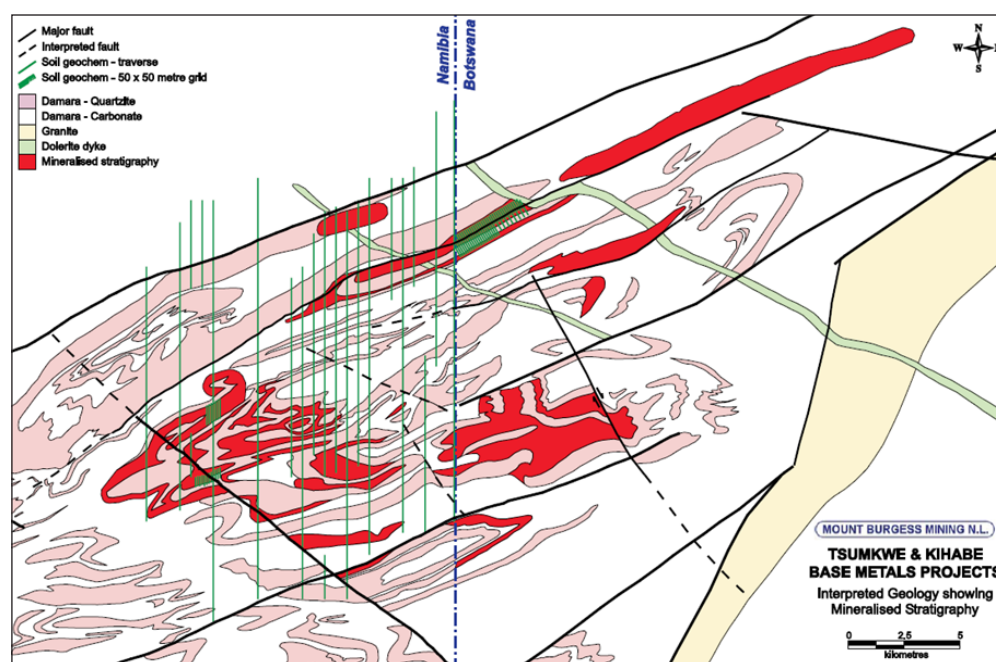 Major fault
Interpreted fault
Soil geochem - traverse
Soil geochem - 50 x 50 metre grid
Damara - Quartzite
Damara - Carbonate
Granite
Dolerite dyke
Mineralised stratigraphy
Namibia
Botswana
N
W
E
S
MOUNT BURGESS MINING N.L.
TSUMKWE & KIHABE
BASE METALS PROJECTS
Interpreted Geology showing
Mineralised Stratigraphy
0 2,5 5
kilometres